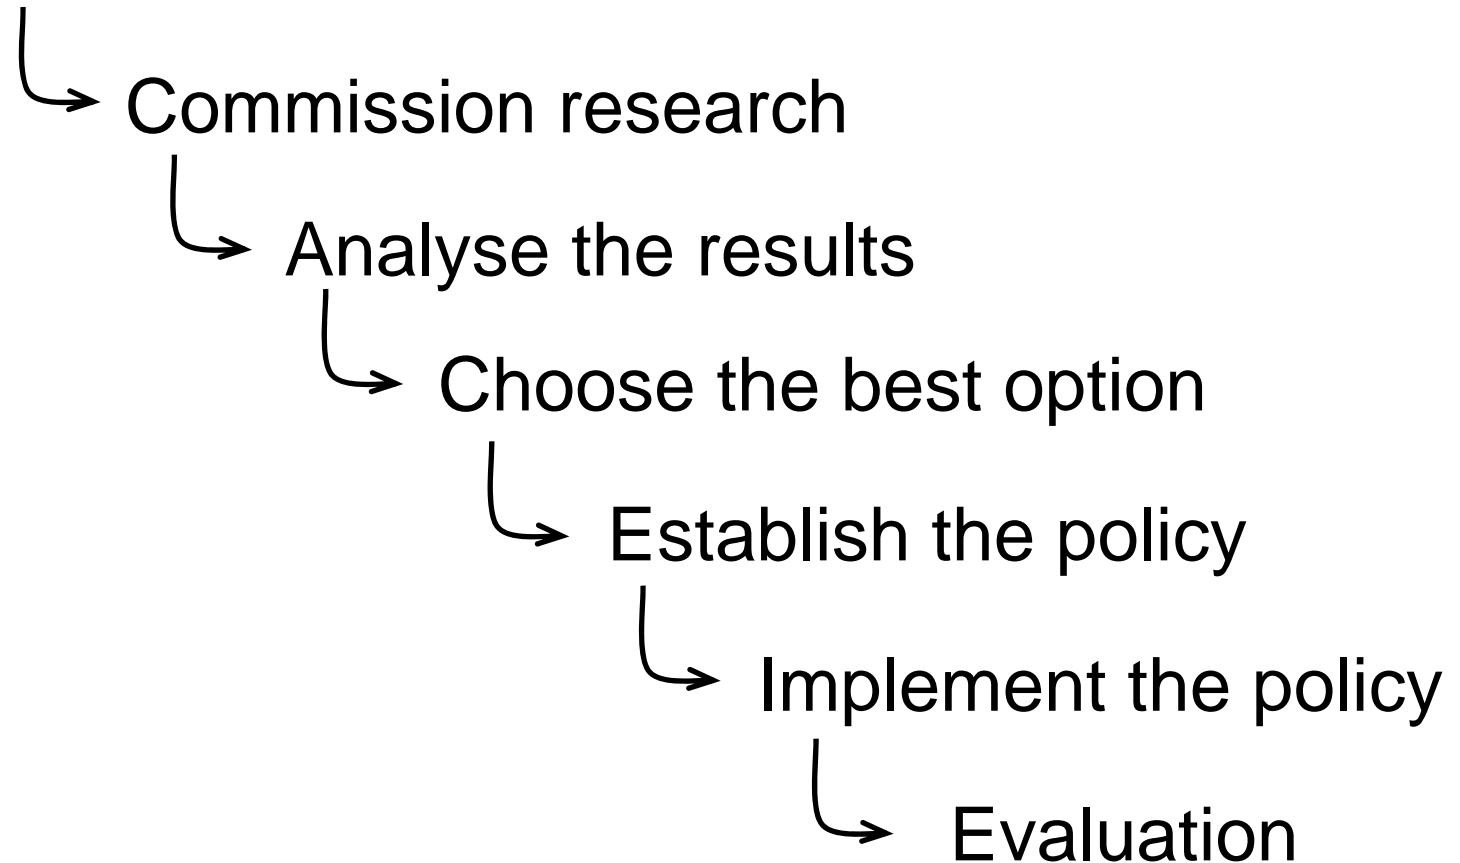 Commission research
Analyse the results
Choose the best option
Establish the policy
Implement the policy
Evaluation